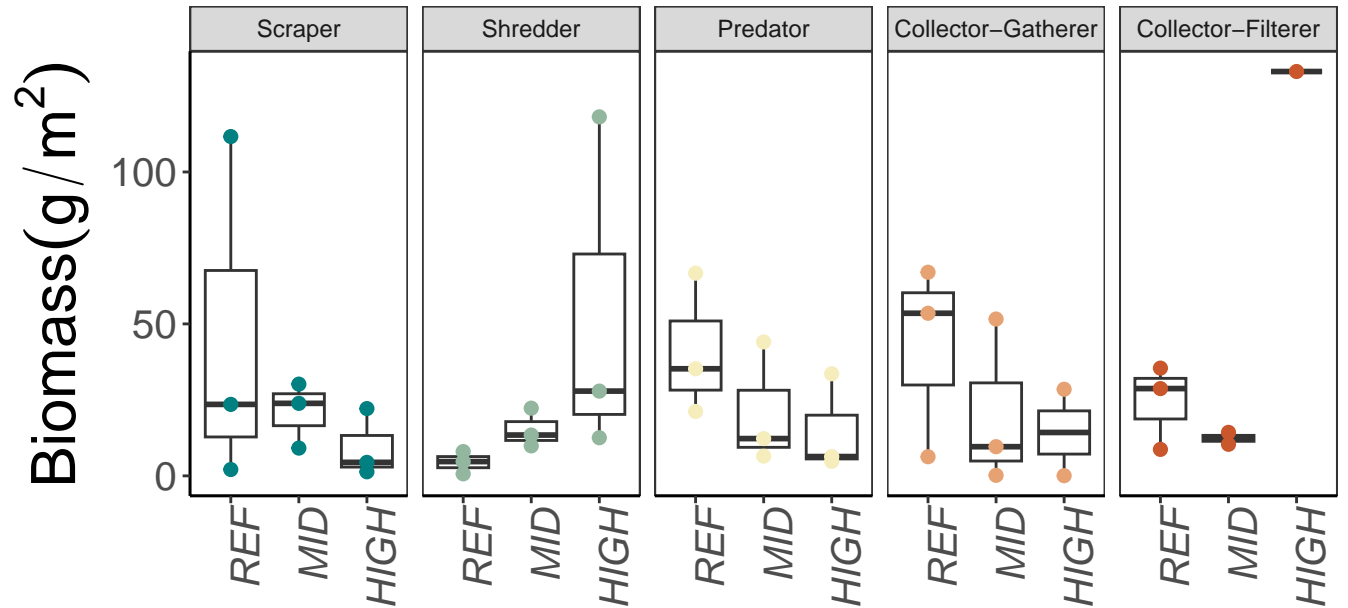 Scraper Shredder Predator Collector−Gatherer Collector−Filterer
Biomass(g/m²)
100
50
0
REF MID HIGH REF MID HIGH REF MID HIGH REF MID HIGH REF MID HIGH